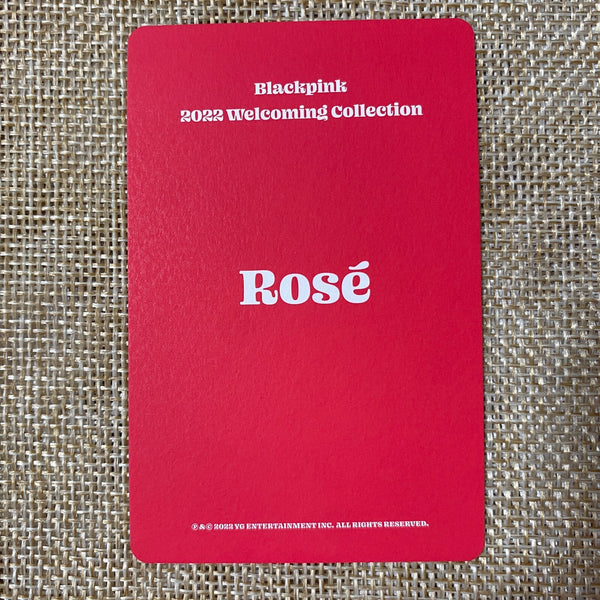 Blackpink
2022 Welcoming Collection
Rosé
℗&© 2022 YG ENTERTAINMENT INC. ALL RIGHTS RESERVED.